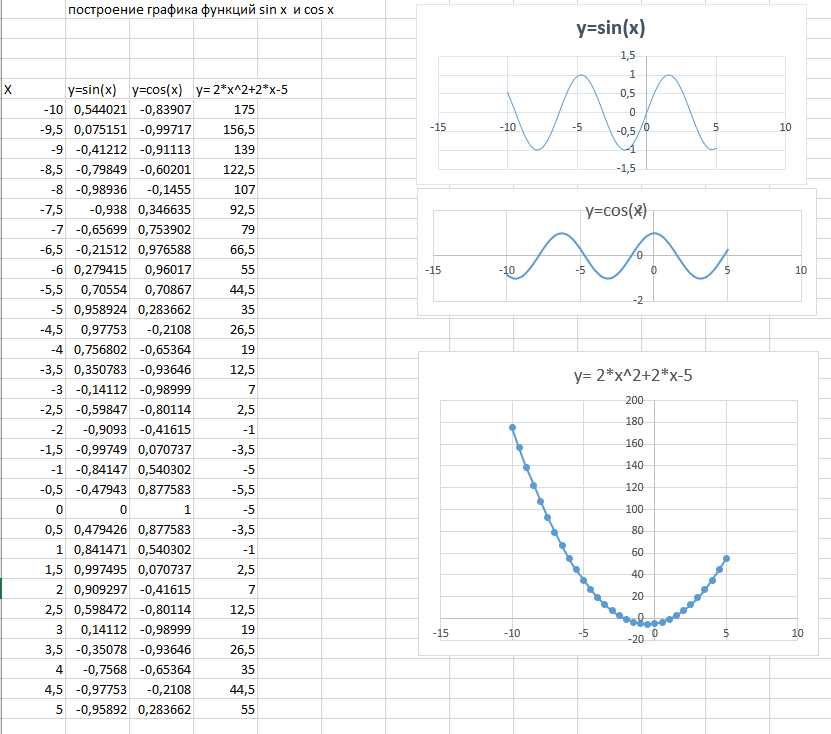 построение графика функций sin x и cos x
X y=sin(x) y=cos(x) y= 2*x^2+2*x-5
-10 0,544021 -0,83907 175
-9,5 0,075151 -0,99717 156,5
-9 -0,41212 -0,91113 139
-8,5 -0,79849 -0,60201 122,5
-8 -0,98936 -0,1455 107
-7,5 -0,938 0,346635 92,5
-7 -0,65699 0,753902 79
-6,5 -0,21512 0,976588 66,5
-6 0,279415 0,96017 55
-5,5 0,70554 0,70867 44,5
-5 0,958924 0,283662 35
-4,5 0,97753 -0,2108 26,5
-4 0,756802 -0,65364 19
-3,5 0,350783 -0,93646 12,5
-3 -0,14112 -0,98999 7
-2,5 -0,59847 -0,80114 2,5
-2 -0,9093 -0,41615 -1
-1,5 -0,99749 0,070737 -3,5
-1 -0,84147 0,540302 -5
-0,5 -0,47943 0,877583 -5,5
0 0 1 -5
0,5 0,479426 0,877583 -3,5
1 0,841471 0,540302 -1
1,5 0,997495 0,070737 2,5
2 0,909297 -0,41615 7
2,5 0,598472 -0,80114 12,5
3 0,14112 -0,98999 19
3,5 -0,35078 -0,93646 26,5
4 -0,7568 -0,65364 35
4,5 -0,97753 -0,2108 44,5
5 -0,95892 0,283662 55
y=sin(x)
1,5
1
0,5
0
-15 -10 -5 0 5 10
-0,5
-1
-1,5
y=cos(x)
2
0
-15 -10 -5 0 5 10
-2
y= 2*x^2+2*x-5
200
180
160
140
120
100
80
60
40
20
0
-15 -10 -5 0 5 10
-20